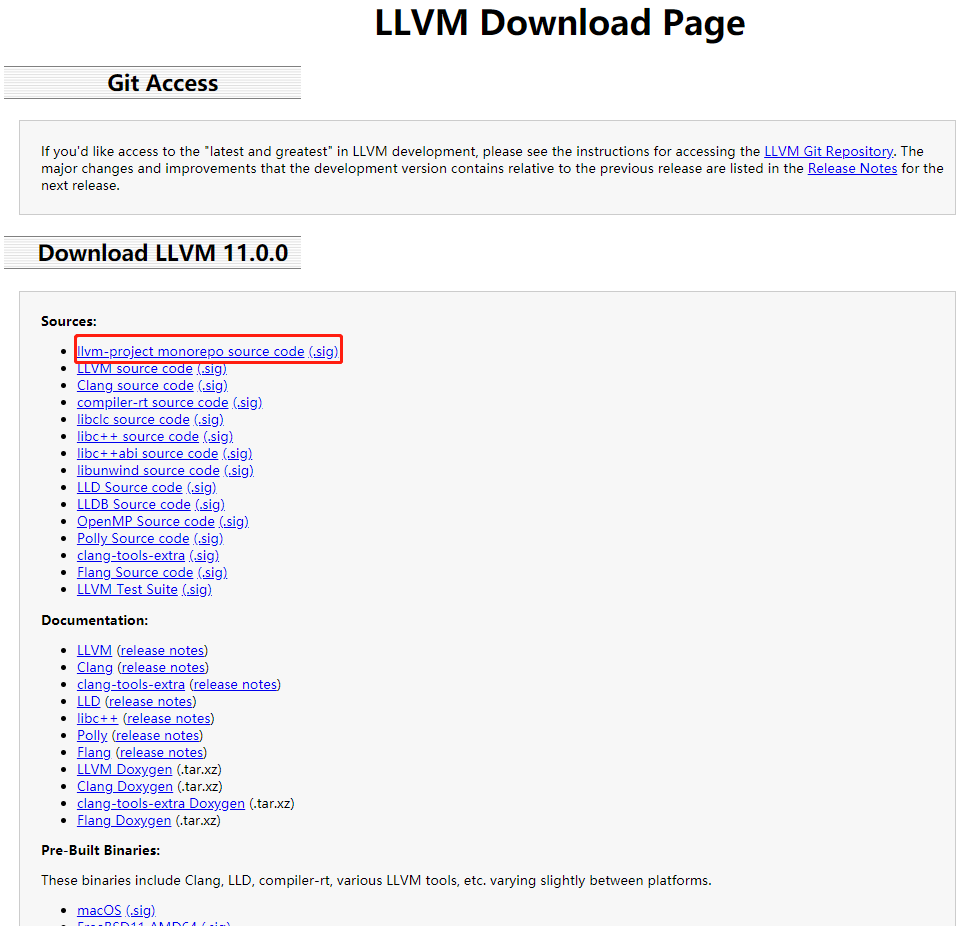 LLVM Download Page
Git Access
If you'd like access to the "latest and greatest" in LLVM development, please see the instructions for accessing the LLVM Git Repository. The
major changes and improvements that the development version contains relative to the previous release are listed in the Release Notes for the
next release.
Download LLVM 11.0.0
Sources:
llvm-project monorepo source code (.sig)
LLVM source code (.sig)
Clang source code (.sig)
compiler-rt source code (.sig)
libclc source code (.sig)
libc++ source code (.sig)
libc++abi source code (.sig)
libunwind source code (.sig)
LLD Source code (.sig)
LLDB Source code (.sig)
OpenMP Source code (.sig)
Polly Source code (.sig)
clang-tools-extra (.sig)
Flang Source code (.sig)
LLVM Test Suite (.sig)
Documentation:
LLVM (release notes)
Clang (release notes)
clang-tools-extra (release notes)
LLD (release notes)
libc++ (release notes)
Polly (release notes)
Flang (release notes)
LLVM Doxygen (.tar.xz)
Clang Doxygen (.tar.xz)
clang-tools-extra Doxygen (.tar.xz)
Flang Doxygen (.tar.xz)
Pre-Built Binaries:
These binaries include Clang, LLD, compiler-rt, various LLVM tools, etc. varying slightly between platforms.
macOS (.sig)
FreeBSD11 AMD64 (.sig)